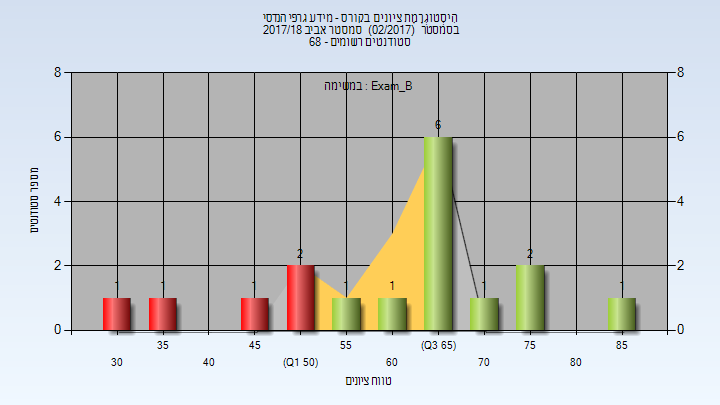 היסטוגרמת ציונים בקורס - מידע גרפי הנדסי
בסמסטר (02/2017) סמסטר אביב 2017/18
סטודנטים רשומים - 68
במשימה : Exam_B
8 8
6 6
4 4
2 2
0 0
מספר סטודנטים
1 1 1 2 1 1 6 1 2 1
35 45 55 (Q3 65) 75 85
30 40 (Q1 50) 60 70 80
טווח ציונים